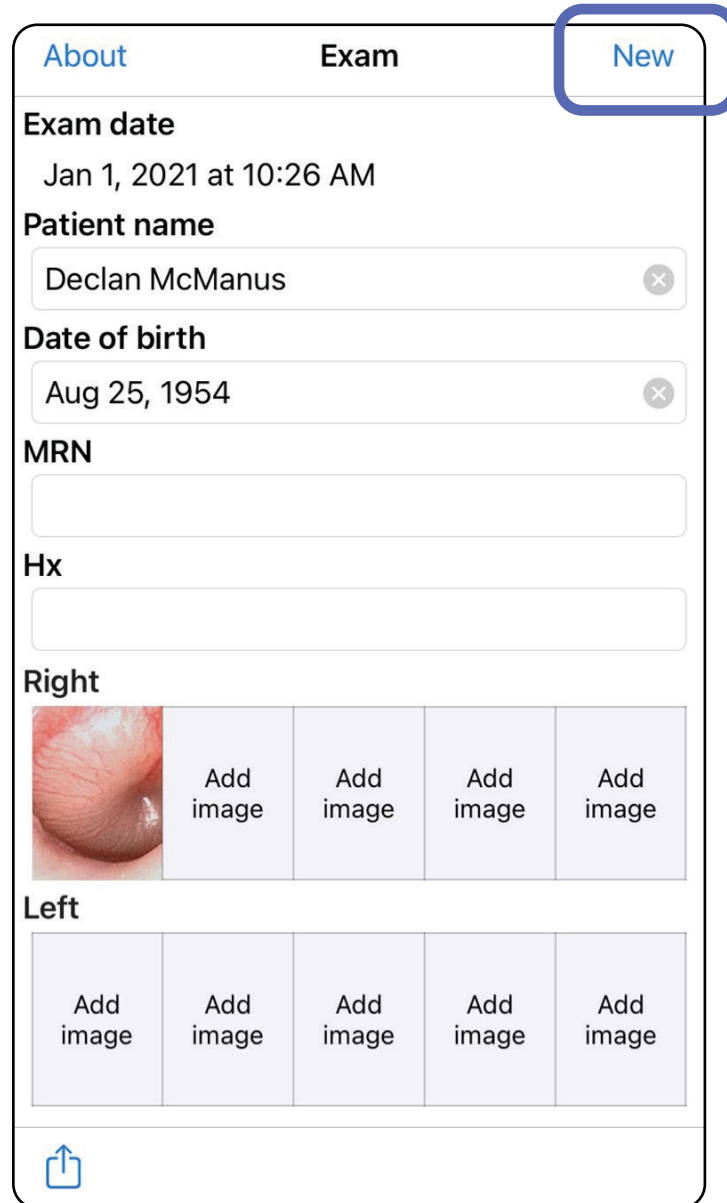 About Exam New
Exam date
Jan 1, 2021 at 10:26 AM
Patient name
Declan McManus
Date of birth
Aug 25, 1954
MRN
Hx
Right
Add image Add image Add image Add image
Left
Add image Add image Add image Add image Add image